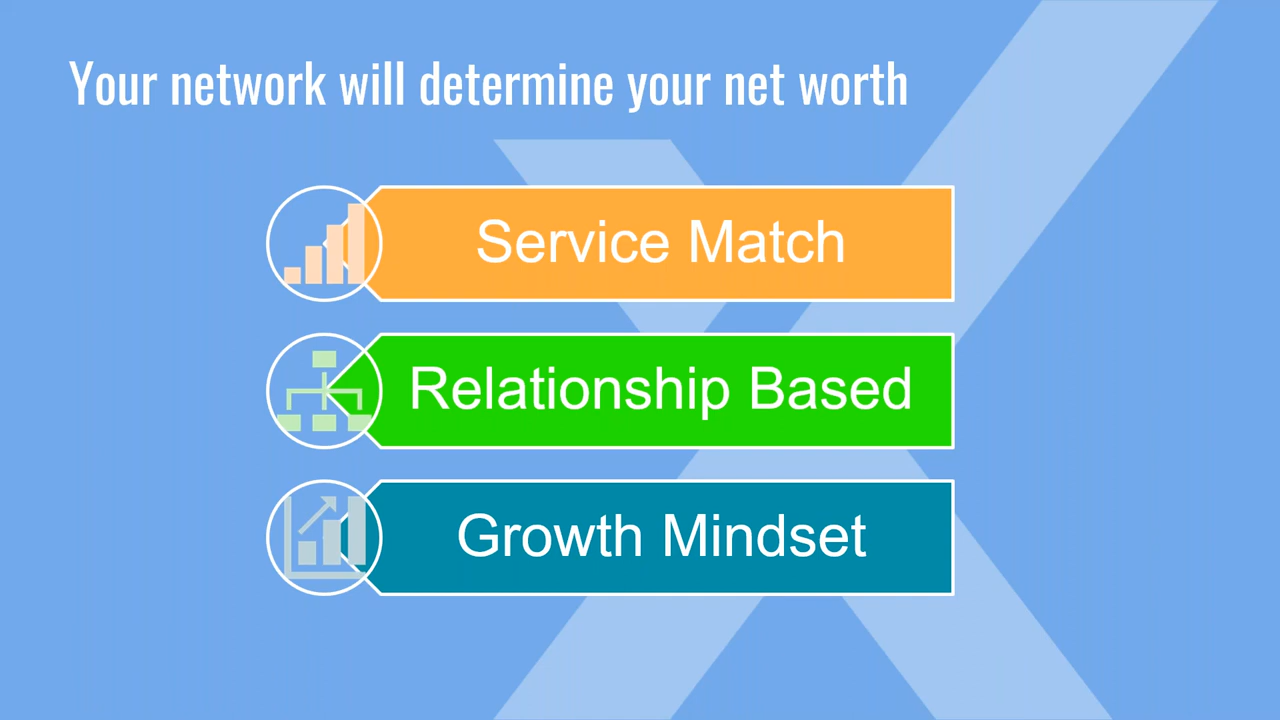 Your network will determine your net worth
Service Match
Relationship Based
Growth Mindset